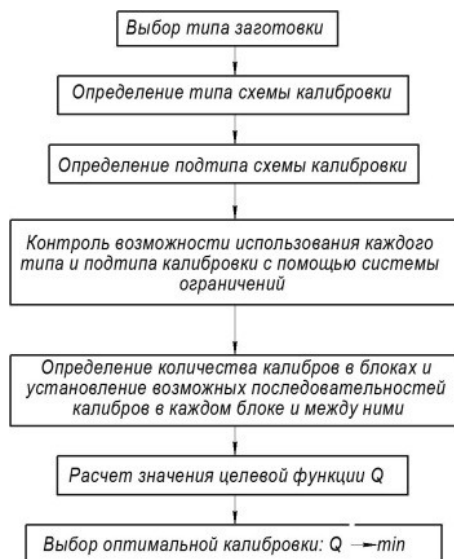 Выбор типа заготовки
Определение типа схемы калибровки
Определение подтипа схемы калибровки
Контроль возможности использования каждого
типа и подтипа калибровки с помощью системы
ограничений
Определение количества калибров в блоках и
установление возможных последовательностей
калибров в каждом блоке и между ними
Расчет значения целевой функции Q
Выбор оптимальной калибровки: Q → min